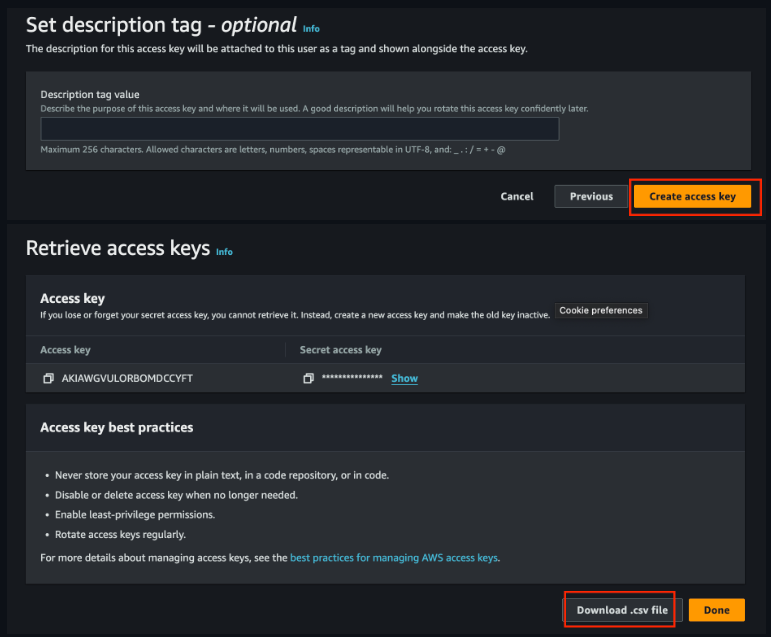 Set description tag - optional Info
The description for this access key will be attached to this user as a tag and shown alongside the access key.
Description tag value
Describe the purpose of this access key and where it will be used. A good description will help you rotate this access key confidently later.
Maximum 256 characters. Allowed characters are letters, numbers, spaces representable in UTF-8, and: _ . : / = + - @
Cancel Previous Create access key
Retrieve access keys Info
Access key
If you lose or forget your secret access key, you cannot retrieve it. Instead, create a new access key and make the old key inactive. Cookie preferences
Access key Secret access key
AKIAWGVULORBOMDCCYFT *************** Show
Access key best practices
• Never store your access key in plain text, in a code repository, or in code.
• Disable or delete access key when no longer needed.
• Enable least-privilege permissions.
• Rotate access keys regularly.
For more details about managing access keys, see the best practices for managing AWS access keys.
Download .csv file Done